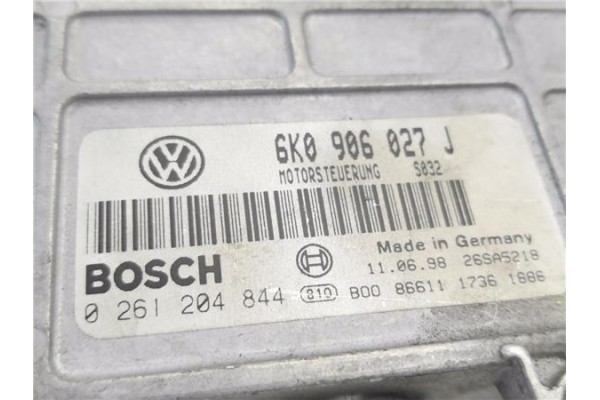 6K0 906 027 J
MOTORSTEUERUNG S032
BOSCH
Made in Germany
11.06.98 26SA5218
0 261 204 844 310 B00 86611 1736 1886